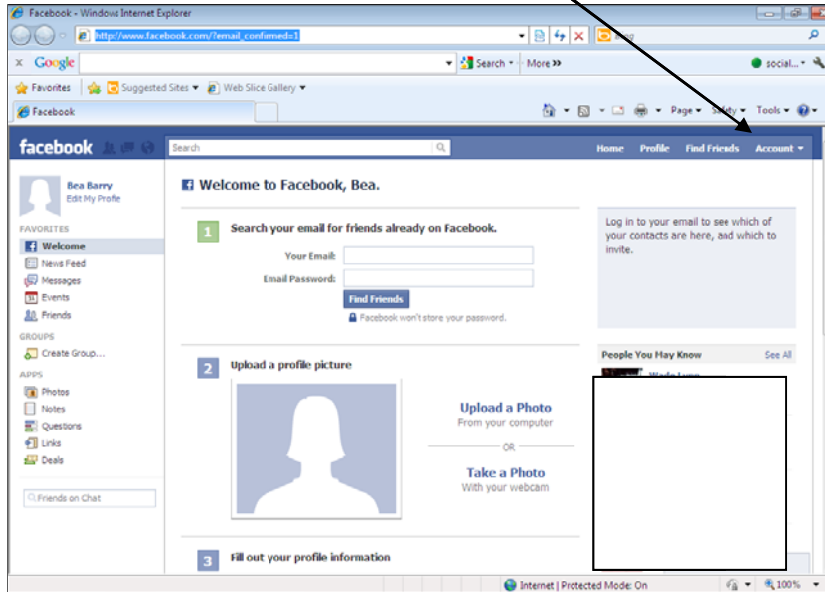 Facebook - Windows Internet Explorer
http://www.facebook.com/?email_confirmed=1
x Google Search More >> social...
Favorites Suggested Sites Web Slice Gallery
Facebook Page Safety Tools
facebook Search Home Profile Find Friends Account
Bea Barry
Edit My Profile
FAVORITES
Welcome
News Feed
Messages
31 Events
Friends
GROUPS
Create Group...
APPS
Photos
Notes
Questions
Links
Deals
Friends on Chat
Welcome to Facebook, Bea.
1 Search your email for friends already on Facebook.
Your Email:
Email Password:
Find Friends
Facebook won't store your password.
2 Upload a profile picture
Upload a Photo
From your computer
OR
Take a Photo
With your webcam
3 Fill out your profile information
Log in to your email to see which of
your contacts are here, and which to
invite.
People You May Know See All
Internet | Protected Mode: On 100%